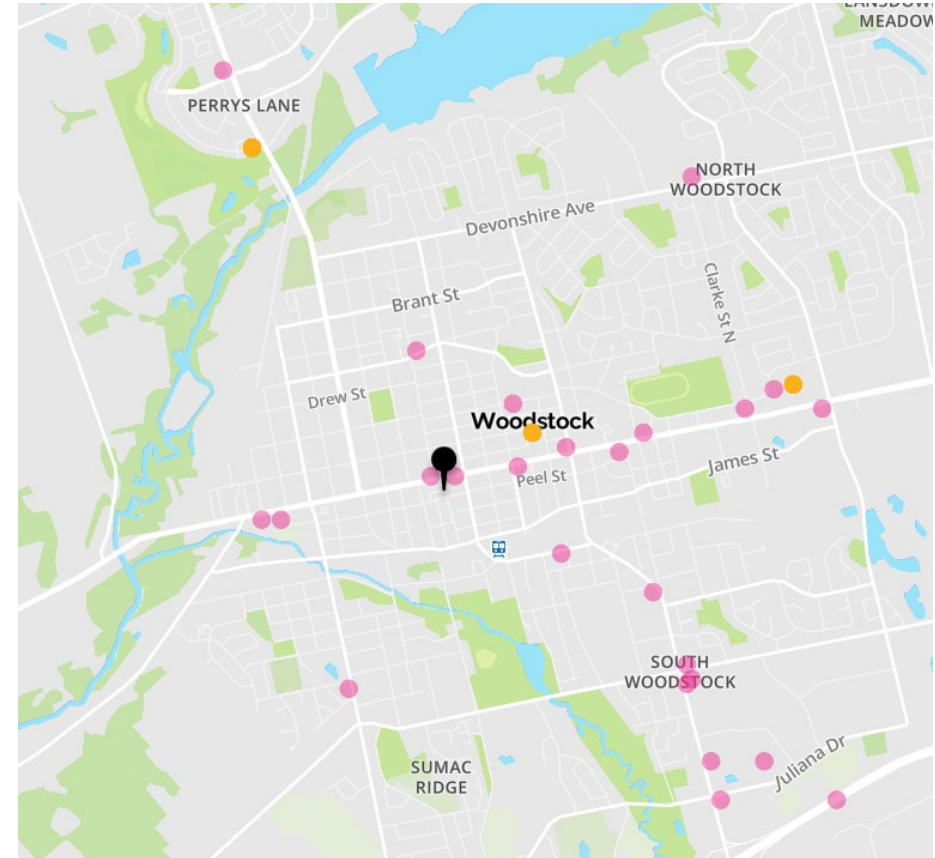 MEADOW
PERRYS LANE
NORTH
WOODSTOCK
Devonshire Ave
Brant St
Clarke St N
Drew St
Woodstock
James St
Peel St
SOUTH
WOODSTOCK
Juliana Dr
SUMAC
RIDGE